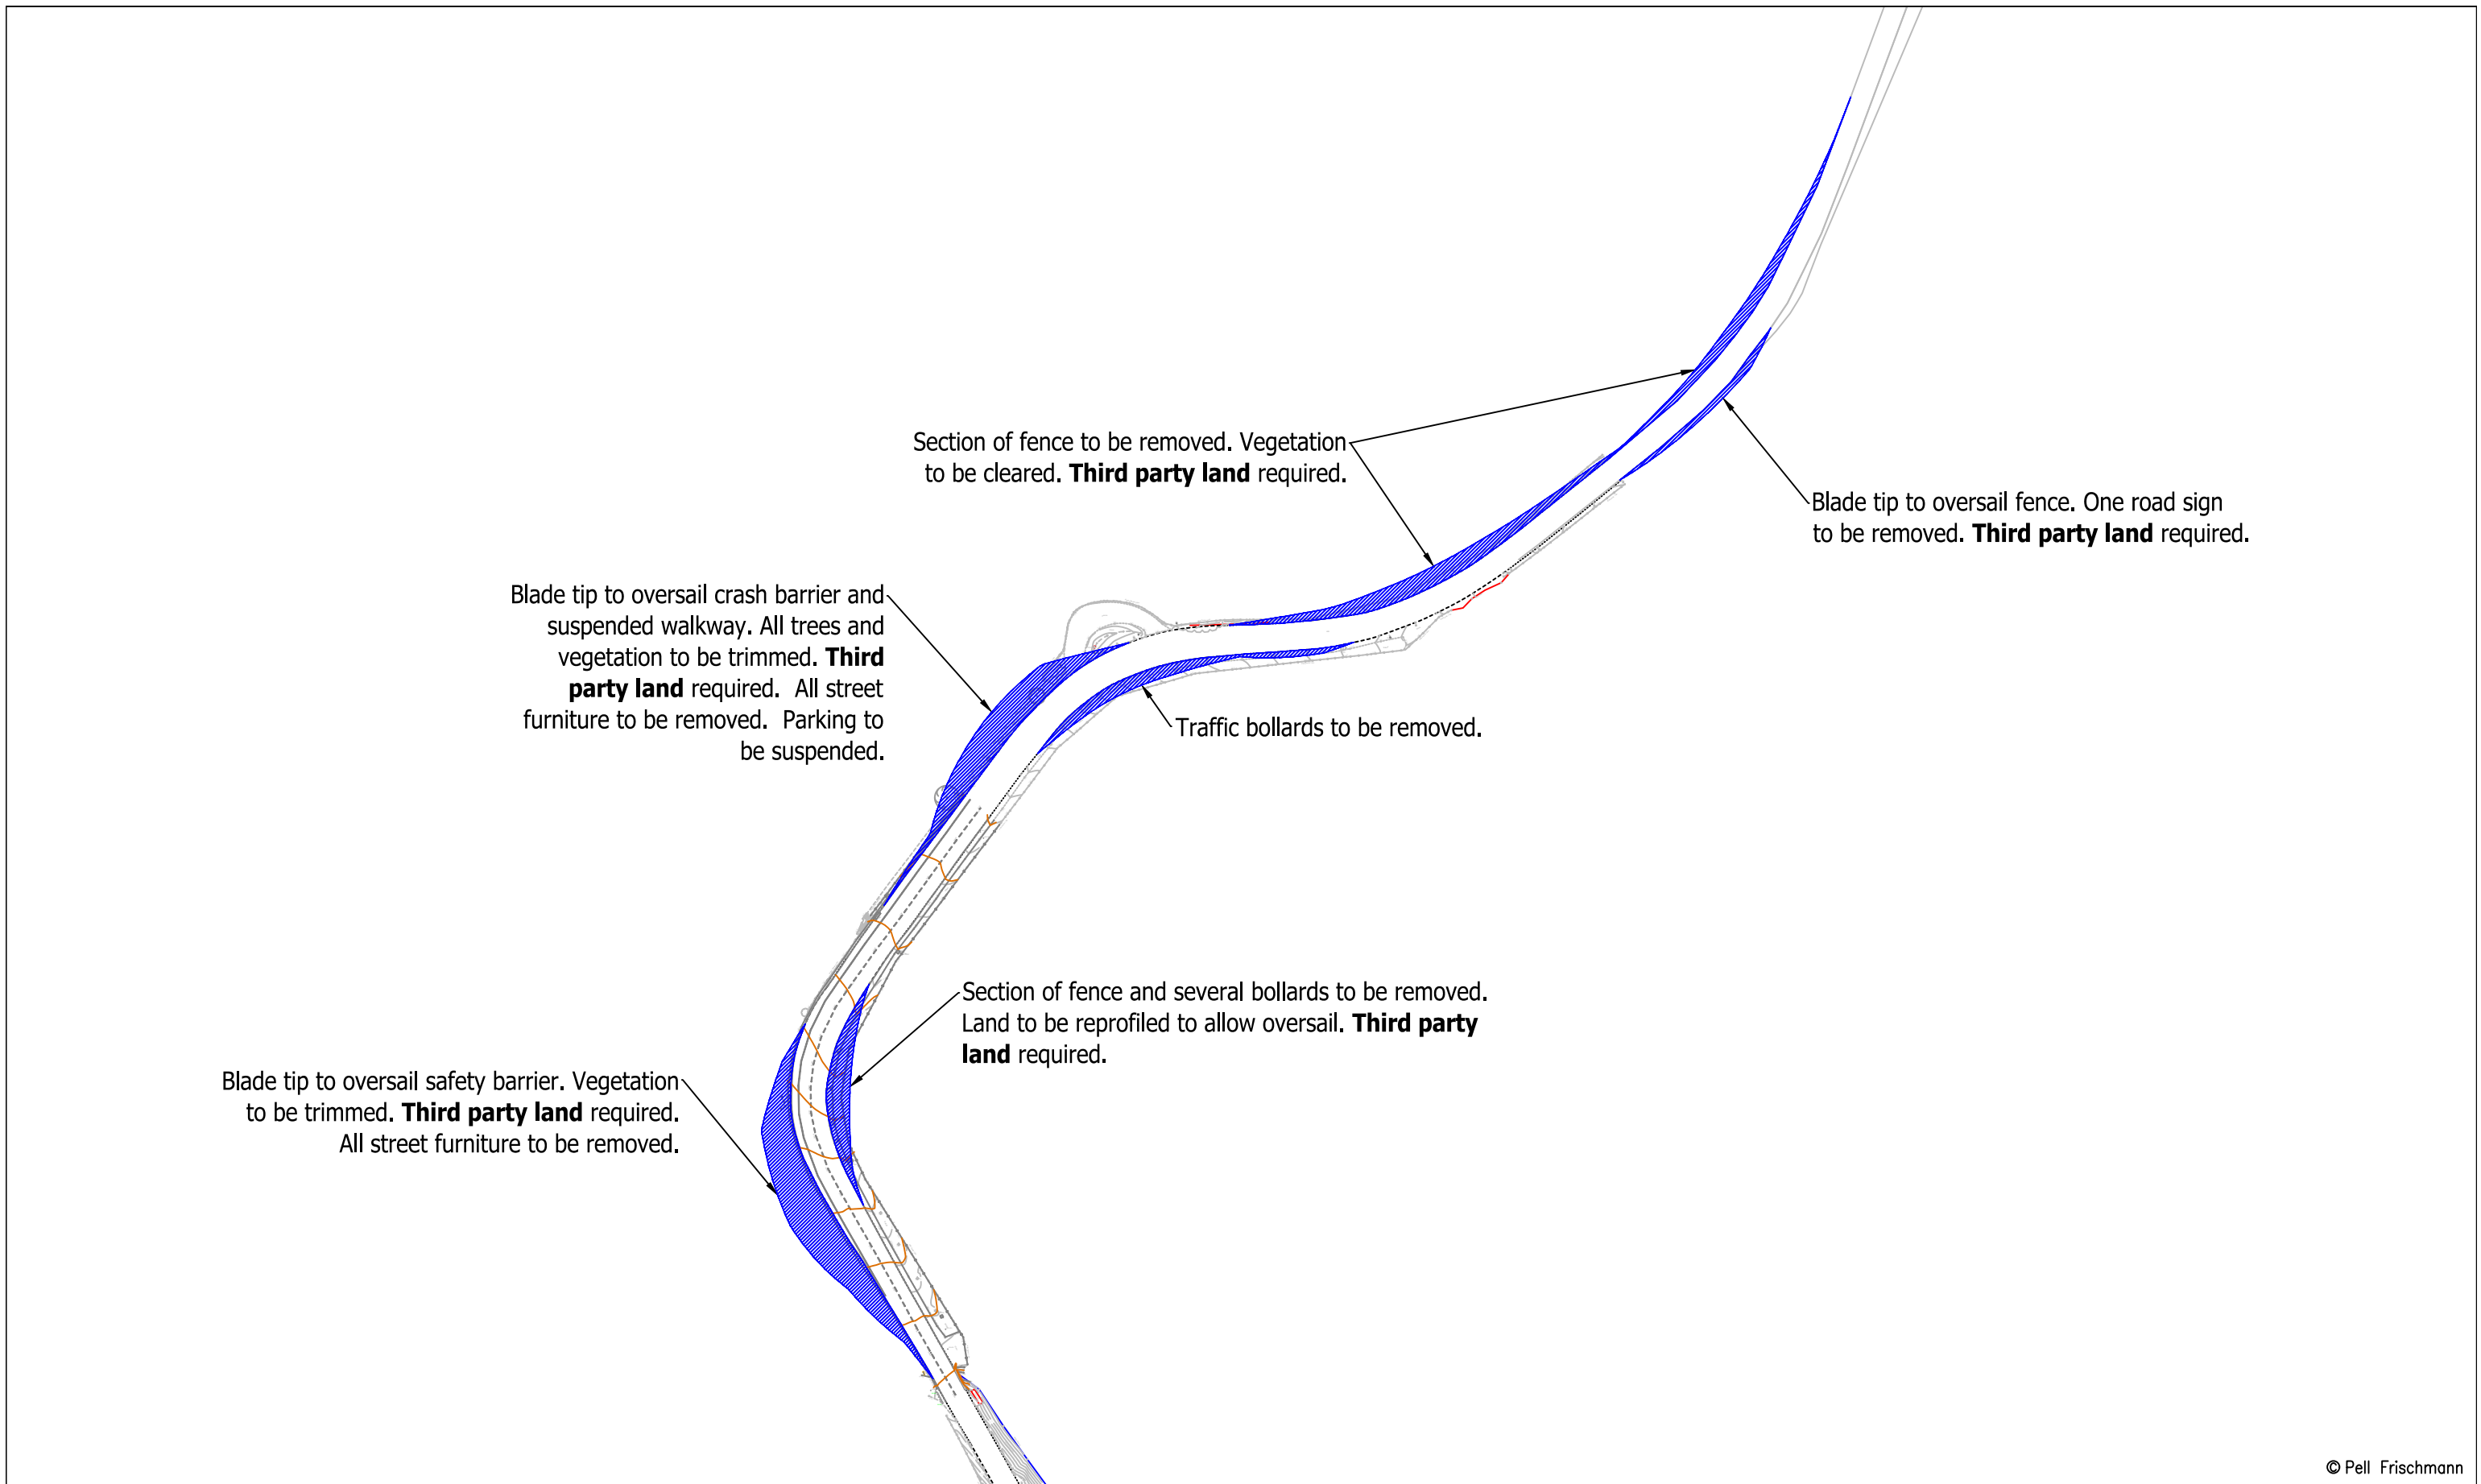 Section of fence to be removed. Vegetation
to be cleared. Third party land required.
Blade tip to oversail fence. One road sign
to be removed. Third party land required.
Blade tip to oversail crash barrier and
suspended walkway. All trees and
vegetation to be trimmed. Third
party land required. All street
furniture to be removed. Parking to
be suspended.
Traffic bollards to be removed.
Section of fence and several bollards to be removed.
Land to be reprofiled to allow oversail. Third party
land required.
Blade tip to oversail safety barrier. Vegetation
to be trimmed. Third party land required.
All street furniture to be removed.
© Pell Frischmann